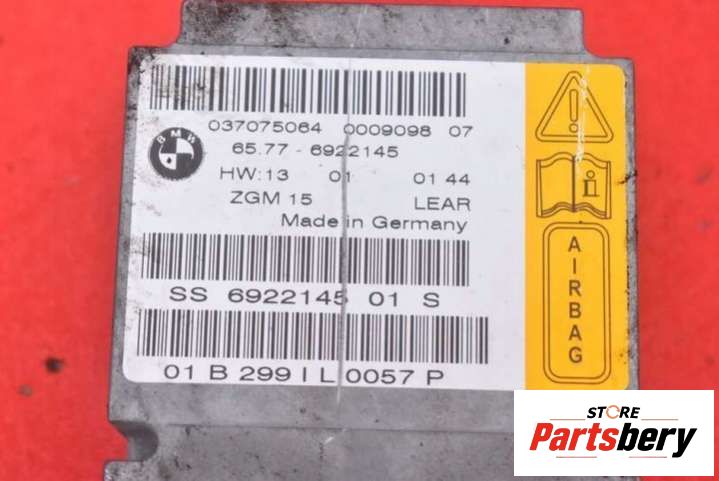 037075064 0009098 07
BMW
65.77 - 6922145
HW:13 01 01 44
ZGM 15 LEAR
Made in Germany
SS 6922145 01 S
01 B 299 I L 0057 P
i
AIRBAG
STORE
Partsbery